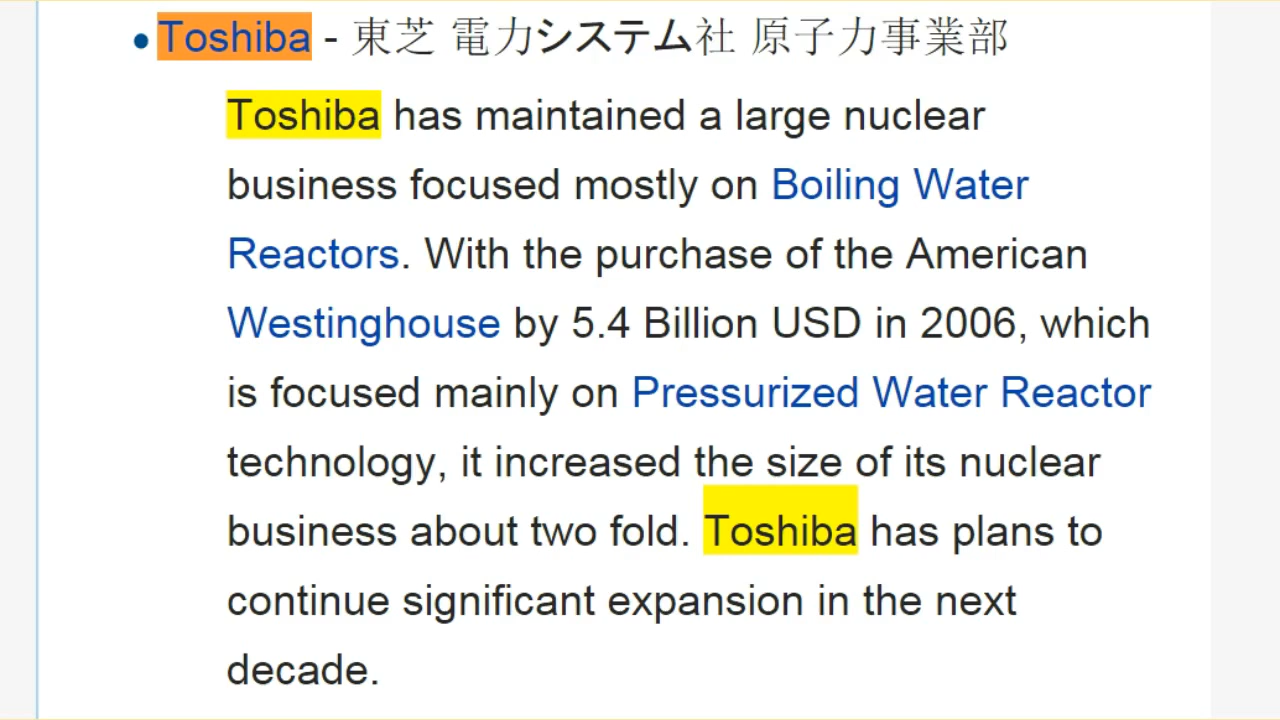 Toshiba - 東芝 電力システム社 原子力事業部
Toshiba has maintained a large nuclear
business focused mostly on Boiling Water
Reactors. With the purchase of the American
Westinghouse by 5.4 Billion USD in 2006, which
is focused mainly on Pressurized Water Reactor
technology, it increased the size of its nuclear
business about two fold. Toshiba has plans to
continue significant expansion in the next
decade.